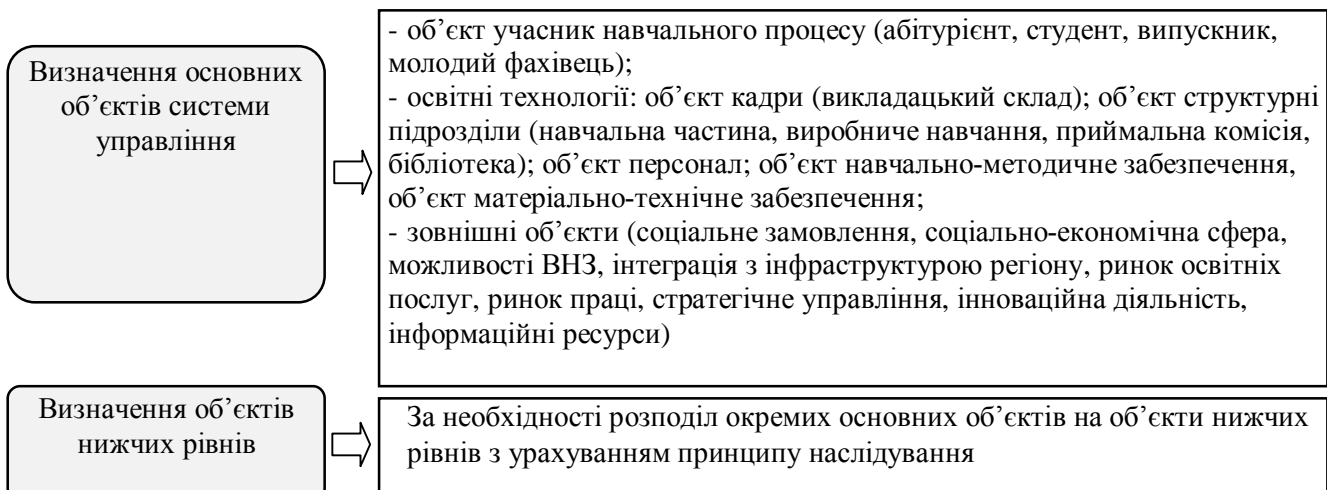 Визначення основних
об’єктів системи
управління
- об’єкт учасник навчального процесу (абітурієнт, студент, випускник,
молодий фахівець);
- освітні технології: об’єкт кадри (викладацький склад); об’єкт структурні
підрозділи (навчальна частина, виробниче навчання, приймальна комісія,
бібліотека); об’єкт персонал; об’єкт навчально-методичне забезпечення,
об’єкт матеріально-технічне забезпечення;
- зовнішні об’єкти (соціальне замовлення, соціально-економічна сфера,
можливості ВНЗ, інтеграція з інфраструктурою регіону, ринок освітніх
послуг, ринок праці, стратегічне управління, інноваційна діяльність,
інформаційні ресурси)
Визначення об’єктів
нижчих рівнів
За необхідності розподіл окремих основних об’єктів на об’єкти нижчих
рівнів з урахуванням принципу наслідування